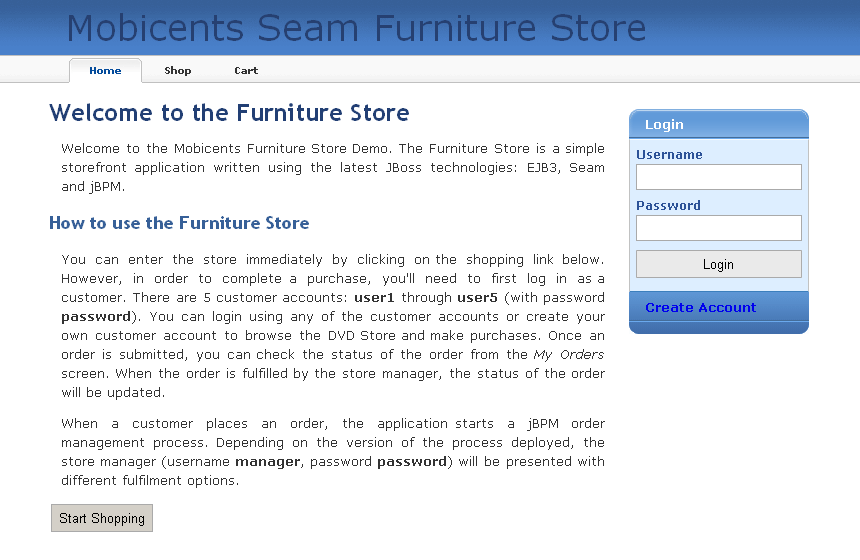 Mobicents Seam Furniture Store
Home Shop Cart
Welcome to the Furniture Store
Welcome to the Mobicents Furniture Store Demo. The Furniture Store is a simple
storefront application written using the latest JBoss technologies: EJB3, Seam
and jBPM.
How to use the Furniture Store
You can enter the store immediately by clicking on the shopping link below.
However, in order to complete a purchase, you'll need to first log in as a
customer. There are 5 customer accounts: user1 through user5 (with password
password). You can login using any of the customer accounts or create your
own customer account to browse the DVD Store and make purchases. Once an
order is submitted, you can check the status of the order from the My Orders
screen. When the order is fulfilled by the store manager, the status of the order
will be updated.
When a customer places an order, the application starts a jBPM order
management process. Depending on the version of the process deployed, the
store manager (username manager, password password) will be presented with
different fulfilment options.
Start Shopping
Login
Username
Password
Login
Create Account